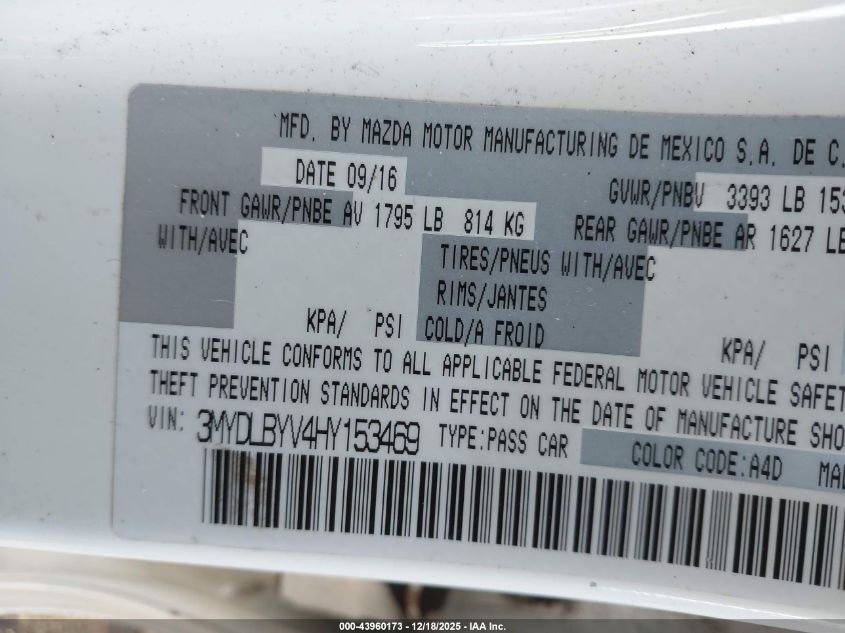 MFD. BY MAZDA MOTOR MANUFACTURING DE MEXICO S.A. DE C.
DATE 09/16
GVWR/PNBV 3393 LB 153
FRONT GAWR/PNBE AV 1795 LB 814 KG
REAR GAWR/PNBE AR 1627 LB
WITH/AVEC
TIRES/PNEUS WITH/AVEC
RIMS/JANTES
KPA/ PSI COLD/A FROID
KPA/ PSI
THIS VEHICLE CONFORMS TO ALL APPLICABLE FEDERAL MOTOR VEHICLE SAFET
THEFT PREVENTION STANDARDS IN EFFECT ON THE DATE OF MANUFACTURE SHO
VIN: 3MYDLBYV4HY153469 TYPE:PASS CAR
COLOR CODE:A4D MA
000-43960173 - 12/18/2025 - IAA Inc.